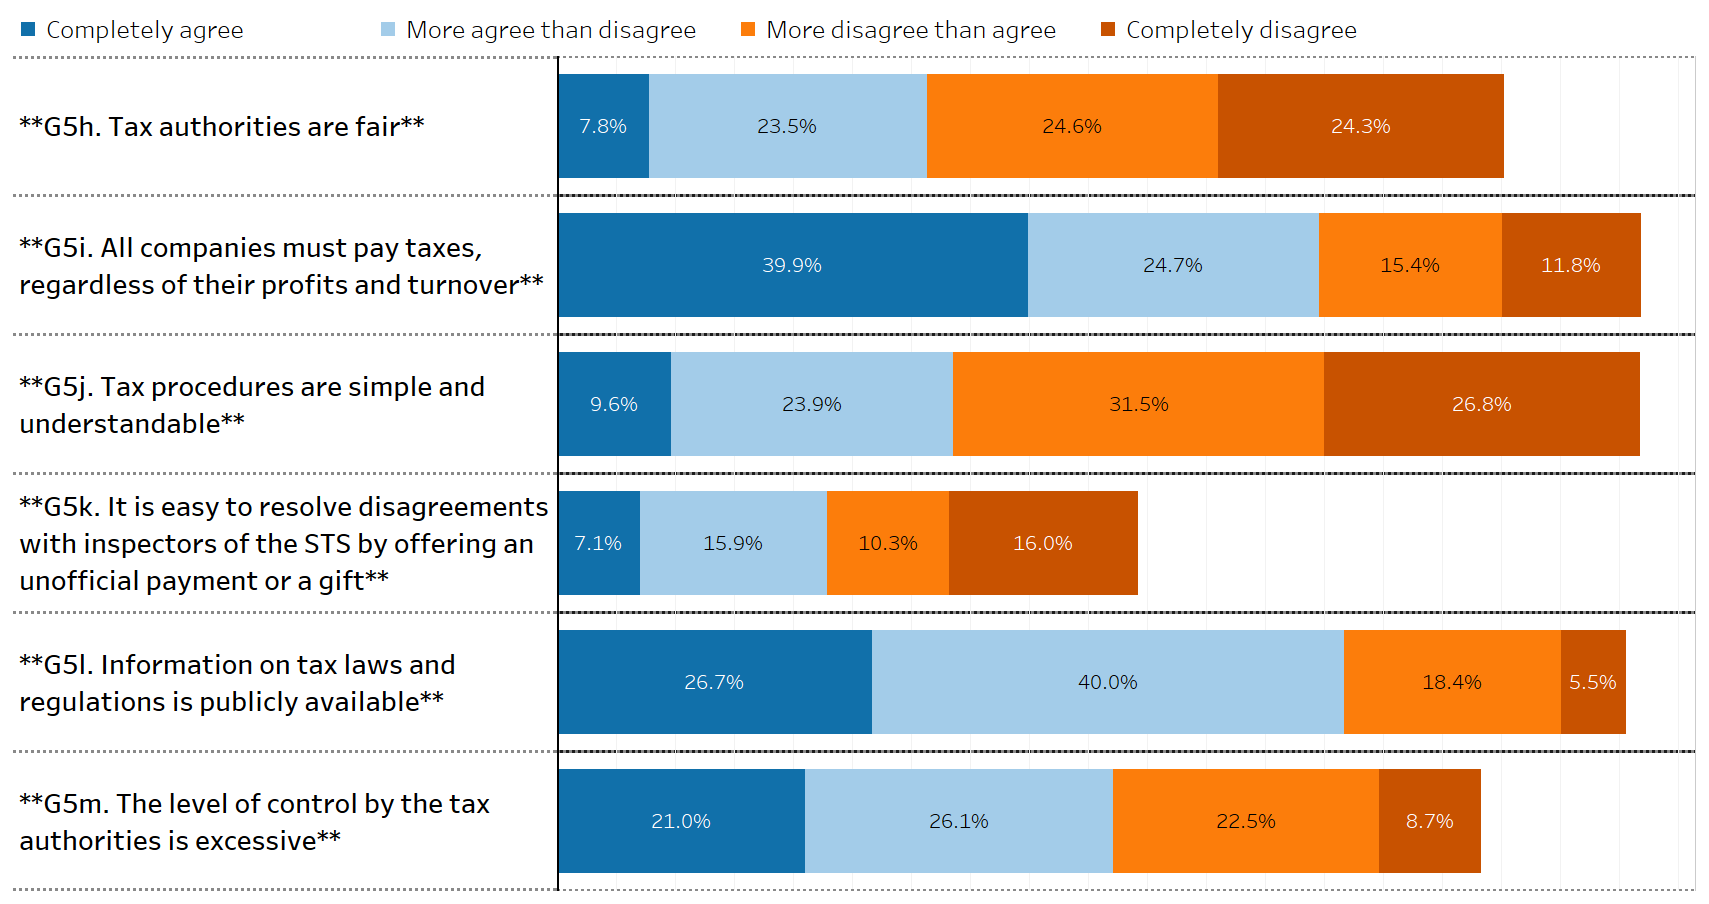 Completely agree
More agree than disagree
More disagree than agree
Completely disagree
**G5h. Tax authorities are fair**
7.8%
23.5%
24.6%
24.3%
**G5i. All companies must pay taxes,
regardless of their profits and turnover**
39.9%
24.7%
15.4%
11.8%
**G5j. Tax procedures are simple and
understandable**
9.6%
23.9%
31.5%
26.8%
**G5k. It is easy to resolve disagreements
with inspectors of the STS by offering an
unofficial payment or a gift**
7.1%
15.9%
10.3%
16.0%
**G5l. Information on tax laws and
regulations is publicly available**
26.7%
40.0%
18.4%
5.5%
**G5m. The level of control by the tax
authorities is excessive**
21.0%
26.1%
22.5%
8.7%